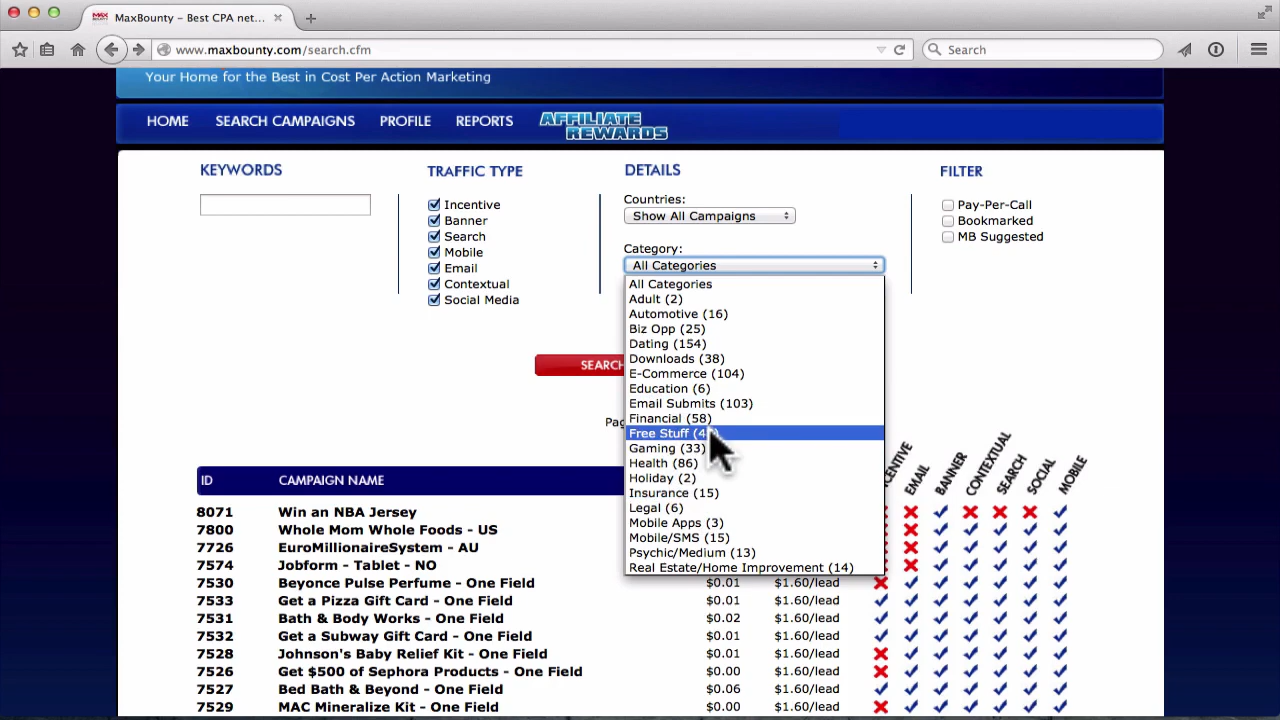 MaxBounty – Best CPA net...
www.maxbounty.com/search.cfm
Search
Your Home for the Best in Cost Per Action Marketing
HOME SEARCH CAMPAIGNS PROFILE REPORTS AFFILIATE REWARDS
KEYWORDS
TRAFFIC TYPE
Incentive
Banner
Search
Mobile
Email
Contextual
Social Media
DETAILS
Countries:
Show All Campaigns
Category:
All Categories
All Categories
Adult (2)
Automotive (16)
Biz Opp (25)
Dating (154)
Downloads (38)
E-Commerce (104)
Education (6)
Email Submits (103)
Financial (58)
Free Stuff
Gaming (33)
Health (86)
Holiday (2)
Insurance (15)
Legal (6)
Mobile Apps (3)
Mobile/SMS (15)
Psychic/Medium (13)
Real Estate/Home Improvement (14)
FILTER
Pay-Per-Call
Bookmarked
MB Suggested
SEARCH
ID CAMPAIGN NAME EMAIL BANNER CONTEXTUAL SEARCH SOCIAL MOBILE
8071 Win an NBA Jersey
7800 Whole Mom Whole Foods - US
7726 EuroMillionaireSystem - AU
7574 Jobform - Tablet - NO
7530 Beyonce Pulse Perfume - One Field $0.01 $1.60/lead
7533 Get a Pizza Gift Card - One Field $0.01 $1.60/lead
7531 Bath & Body Works - One Field $0.02 $1.60/lead
7532 Get a Subway Gift Card - One Field $0.01 $1.60/lead
7528 Johnson's Baby Relief Kit - One Field $0.01 $1.60/lead
7526 Get $500 of Sephora Products - One Field $0.00 $1.60/lead
7527 Bed Bath & Beyond - One Field $0.06 $1.60/lead
7529 MAC Mineralize Kit - One Field $0.00 $1.60/lead